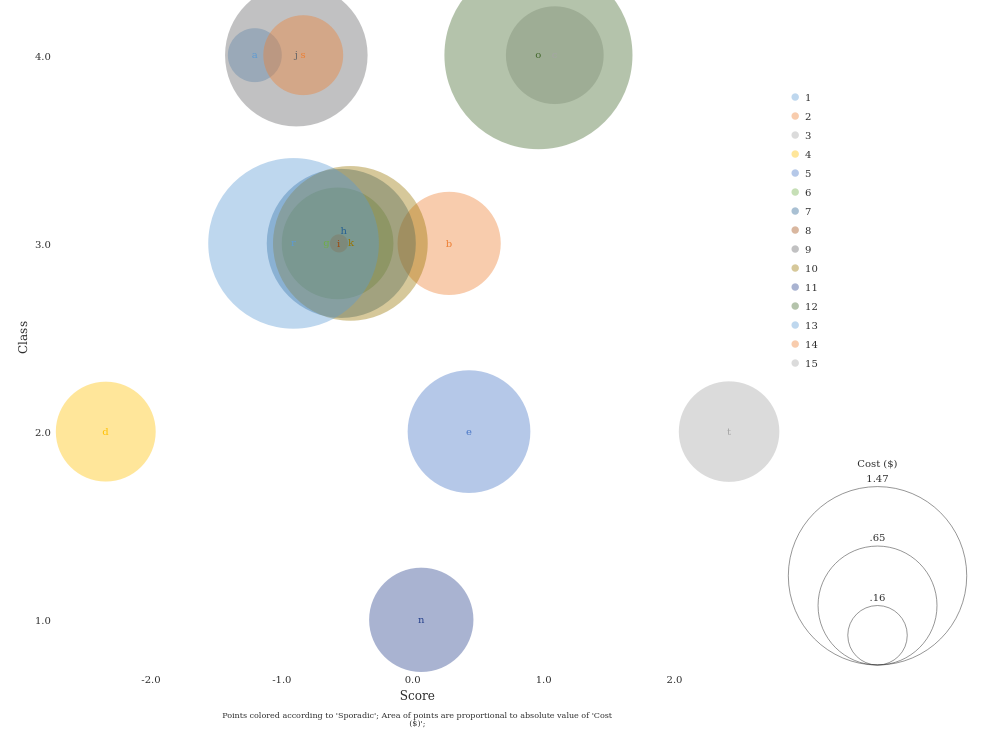 4.0
3.0
2.0
1.0
Class
a
j
s
o
h
i
k
b
d
e
t
n
-2.0
-1.0
0.0
1.0
2.0
Score
1
2
3
4
5
6
7
8
9
10
11
12
13
14
15
Cost ($)
1.47
.65
.16
Points colored according to 'Sporadic'; Area of points are proportional to absolute value of 'Cost
($)';